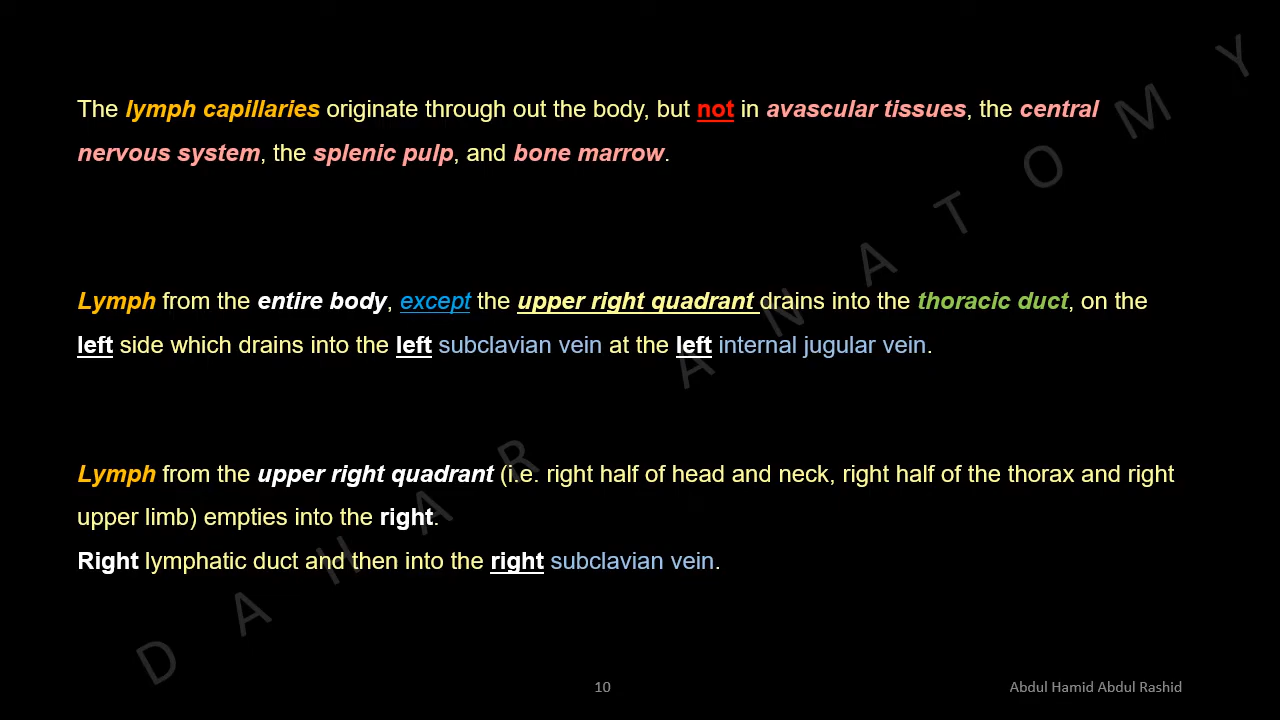 The lymph capillaries originate through out the body, but not in avascular tissues, the central
nervous system, the splenic pulp, and bone marrow.
Lymph from the entire body, except the upper right quadrant drains into the thoracic duct, on the
left side which drains into the left subclavian vein at the left internal jugular vein.
Lymph from the upper right quadrant (i.e. right half of head and neck, right half of the thorax and right
upper limb) empties into the right.
Right lymphatic duct and then into the right subclavian vein.
D A H A R A N A T O M Y
10
Abdul Hamid Abdul Rashid